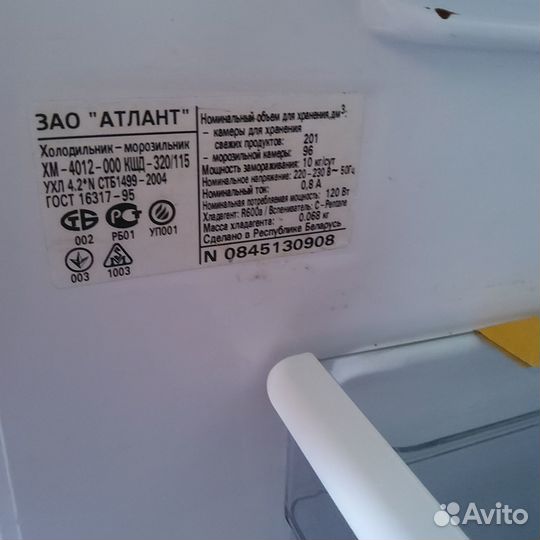 ЗАО "АТЛАНТ"
Холодильник - морозильник
ХМ-4012-000 КШД-320/115
УХЛ 4.2*N СТБ1499-2004
ГОСТ 16317-95
СТБ
002
РБ01
УП001
003
1003
Номинальный объем для хранения,дм³:
- камеры для хранения
свежих продуктов: 201
- морозильной камеры: 96
Мощность замораживания: 10 кг/сут
Номинальное напряжение: 220-230 В~ 50Гц
Номинальный ток: 0,8 А
Номинальная потребляемая мощность: 120 Вт
Хладагент: R600a/ Вспениватель: C-Pentane
Масса хладагента: 0.068 кг
Сделано в Республике Беларусь
N 0845130908
Avito